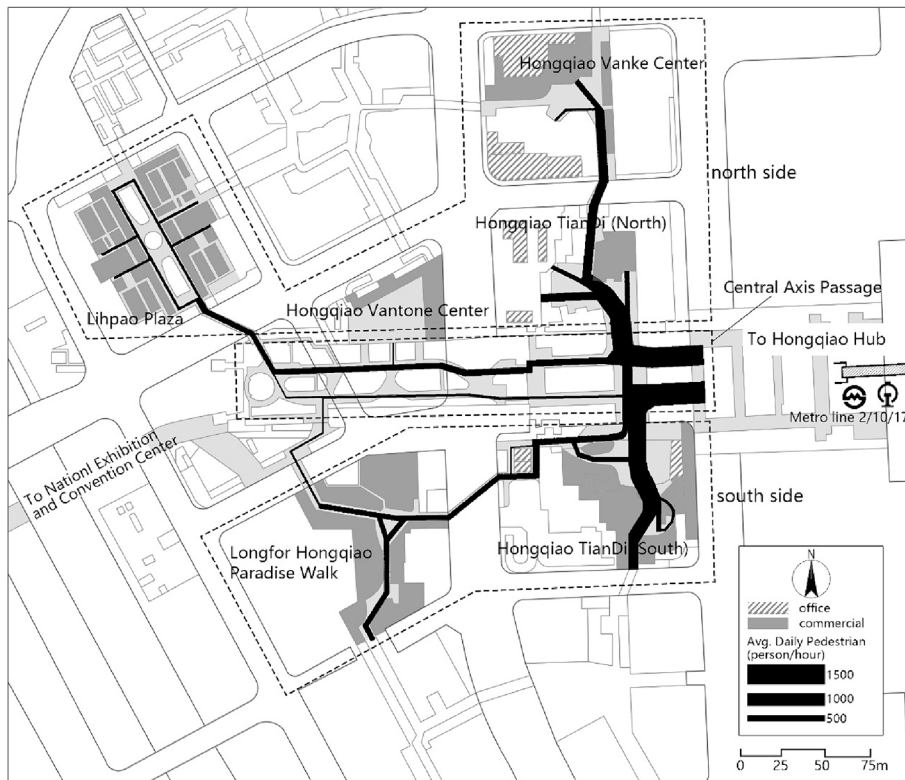 Hongqiao Vanke Center
north side
Hongqiao TianDi (North)
Central Axis Passage
Lihpao Plaza
Hongqiao Vantone Center
To Hongqiao Hub
Metro line 2/10/17
To Nationl Exhibition
and Convention Center
south side
Longfor Hongqiao
Paradise Walk
Hongqiao TianDi (South)
N
office
commercial
Avg. Daily Pedestrian
(person/hour)
1500
1000
500
0 25 50 75m